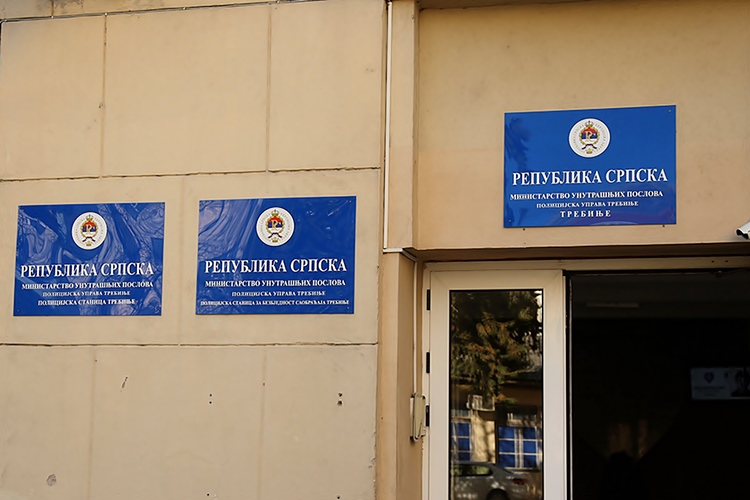 РЕПУБЛИКА СРПСКА
МИНИСТАРСТВО УНУТРАШЊИХ ПОСЛОВА
ПОЛИЦИЈСКА УПРАВА ТРЕБИЊЕ
ПОЛИЦИЈСКА СТАНИЦА ТРЕБИЊЕ
РЕПУБЛИКА СРПСКА
МИНИСТАРСТВО УНУТРАШЊИХ ПОСЛОВА
ПОЛИЦИЈСКА УПРАВА ТРЕБИЊЕ
ПОЛИЦИЈСКА СТАНИЦА ЗА БЕЗБЈЕДНОСТ САОБРАЋАЈА ТРЕБИЊЕ
РЕПУБЛИКА СРПСКА
МИНИСТАРСТВО УНУТРАШЊИХ ПОСЛОВА
ПОЛИЦИЈСКА УПРАВА ТРЕБИЊЕ
ТРЕБИЊЕ